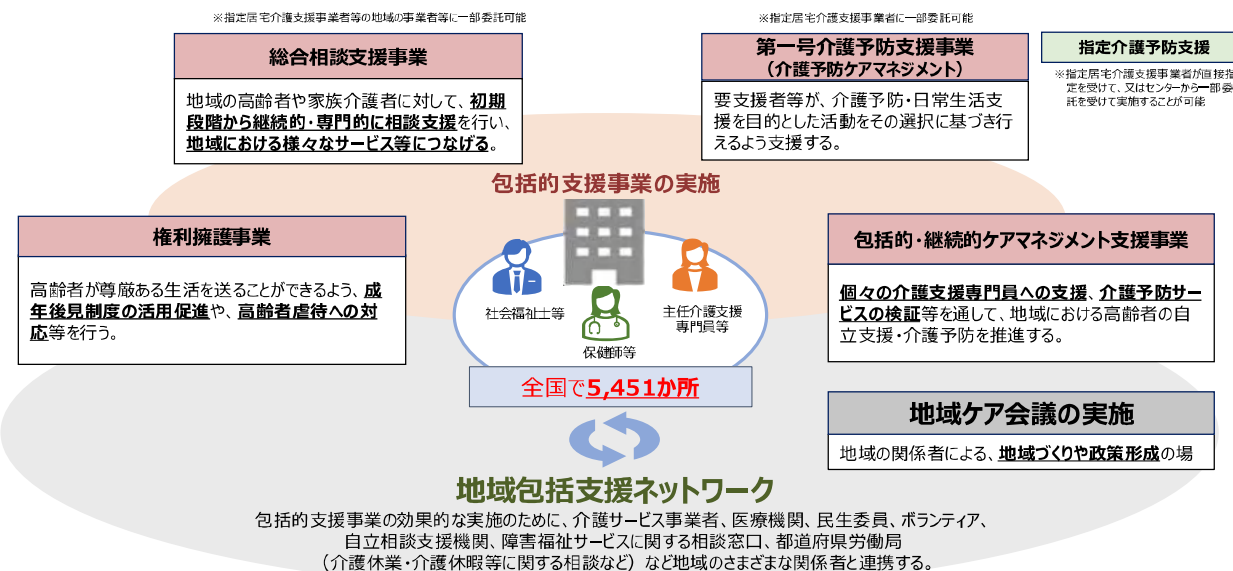 ※指定居宅介護支援事業者等の地域の事業者等に一部委託可能
総合相談支援事業
地域の高齢者や家族介護者に対して、初期
段階から継続的・専門的に相談支援を行い、
地域における様々なサービス等につなげる。
※指定居宅介護支援事業者に一部委託可能
第一号介護予防支援事業
（介護予防ケアマネジメント）
要支援者等が、介護予防・日常生活支
援を目的とした活動をその選択に基づき行
えるよう支援する。
指定介護予防支援
※指定居宅介護支援事業者が直接指
定を受けて、又はセンターから一部委
託を受けて実施することが可能
包括的支援事業の実施
権利擁護事業
高齢者が尊厳ある生活を送ることができるよう、成
年後見制度の活用促進や、高齢者虐待への対
応等を行う。
社会福祉士等
保健師等
主任介護支援
専門員等
全国で5,451か所
包括的・継続的ケアマネジメント支援事業
個々の介護支援専門員への支援、介護予防サー
ビスの検証等を通して、地域における高齢者の自
立支援・介護予防を推進する。
地域ケア会議の実施
地域の関係者による、地域づくりや政策形成の場
地域包括支援ネットワーク
包括的支援事業の効果的な実施のために、介護サービス事業者、医療機関、民生委員、ボランティア、
自立相談支援機関、障害福祉サービスに関する相談窓口、都道府県労働局
（介護休業・介護休暇等に関する相談など）など地域のさまざまな関係者と連携する。